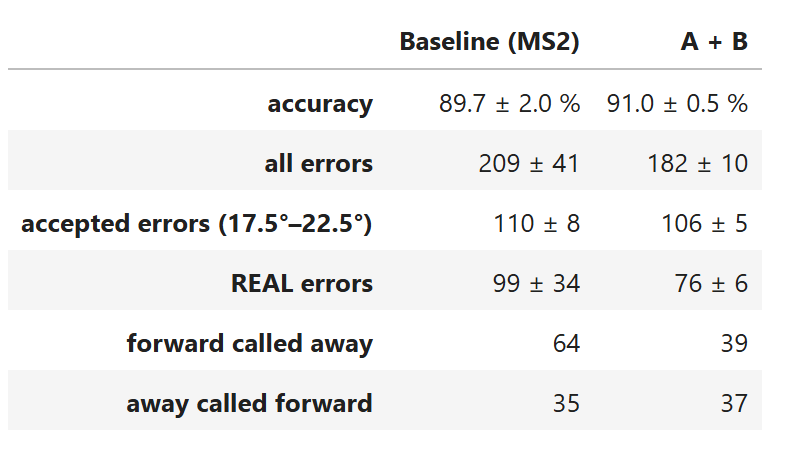 Baseline (MS2) A + B
accuracy 89.7 ± 2.0 % 91.0 ± 0.5 %
all errors 209 ± 41 182 ± 10
accepted errors (17.5°–22.5°) 110 ± 8 106 ± 5
REAL errors 99 ± 34 76 ± 6
forward called away 64 39
away called forward 35 37